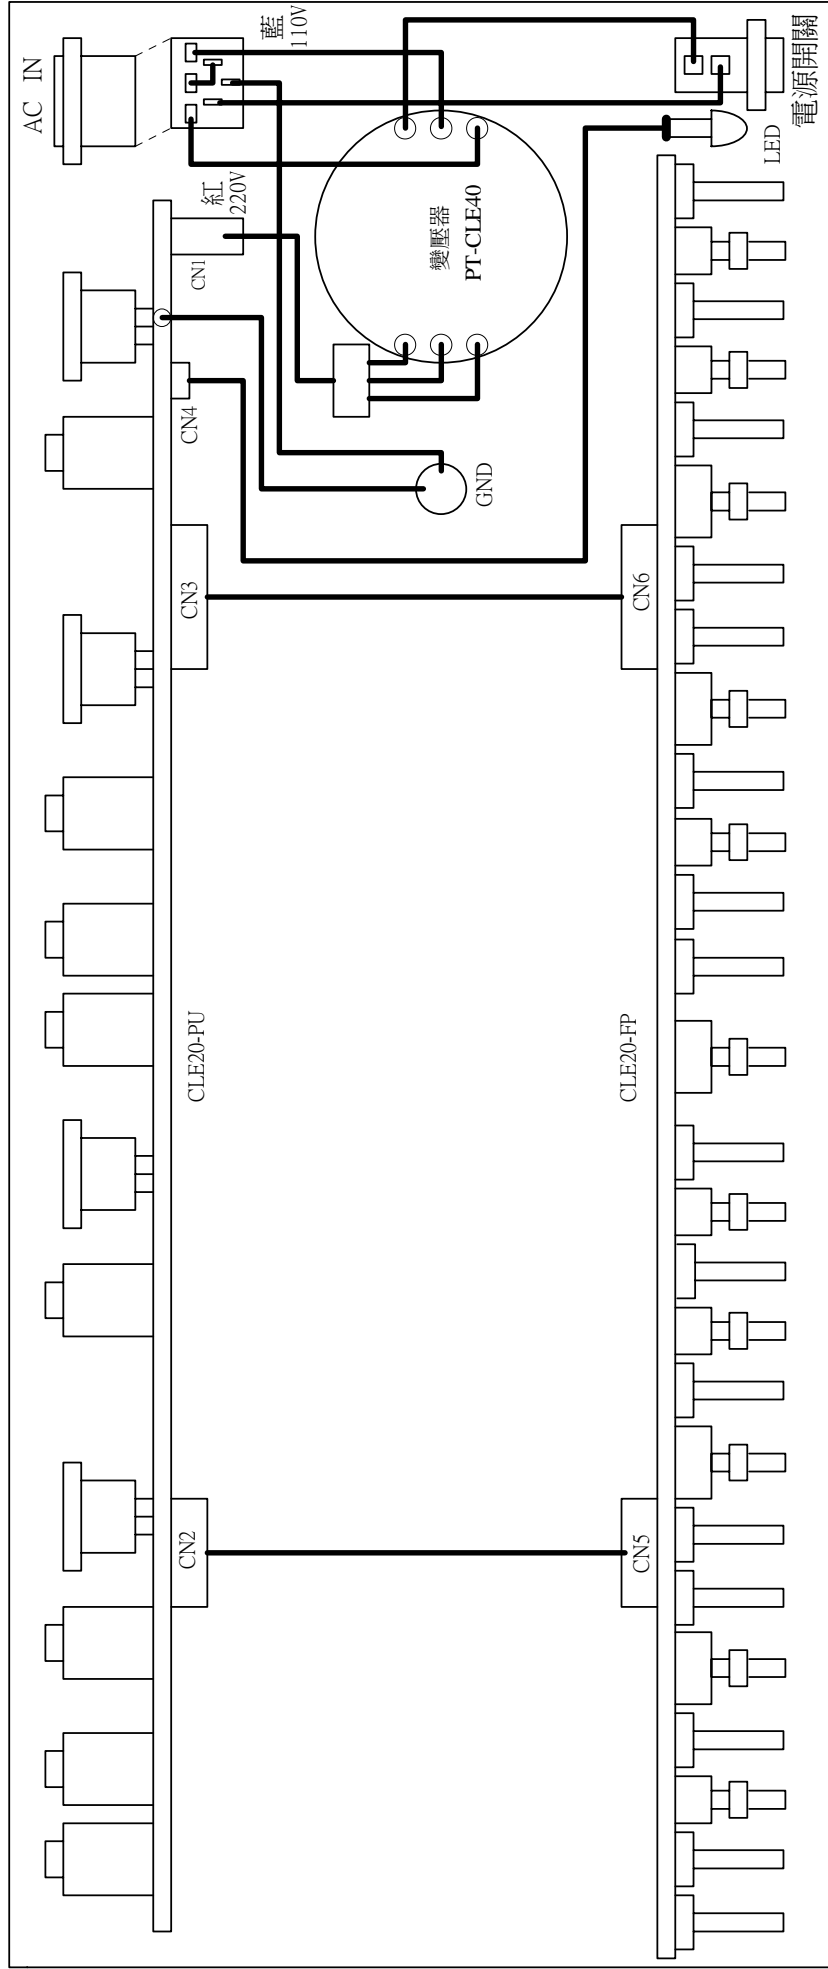 AC IN
藍
110V
紅
220V
CN1
變壓器
PT-CLE40
電源開關
LED
CN4
GND
CN3
CN6
CLE20-PU
CLE20-FP
CN2
CN5